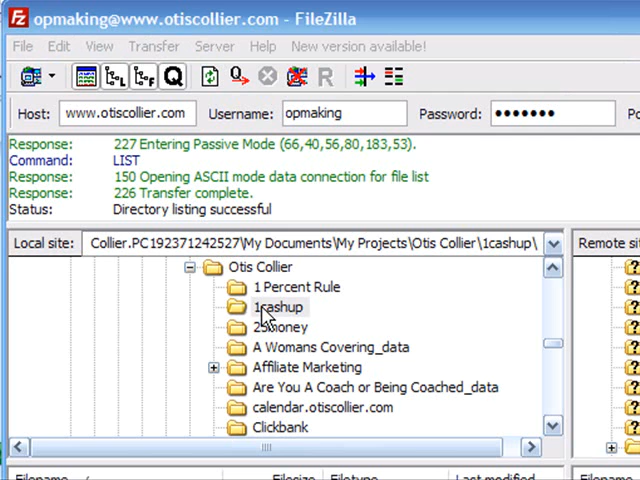 opmaking@www.otiscollier.com - FileZilla
File Edit View Transfer Server Help New version available!
Host: www.otiscollier.com Username: opmaking Password: •••••••
Response: 227 Entering Passive Mode (66,40,56,80,183,53).
Command: LIST
Response: 150 Opening ASCII mode data connection for file list
Response: 226 Transfer complete.
Status: Directory listing successful
Local site: Collier.PC192371242527\My Documents\My Projects\Otis Collier\1cashup\ Remote sit
Otis Collier
1 Percent Rule
1cashup
A Womans Covering_data
Affiliate Marketing
Are You A Coach or Being Coached_data
calendar.otiscollier.com
Clickbank
Filename Filesize Filetype Last modified Filename